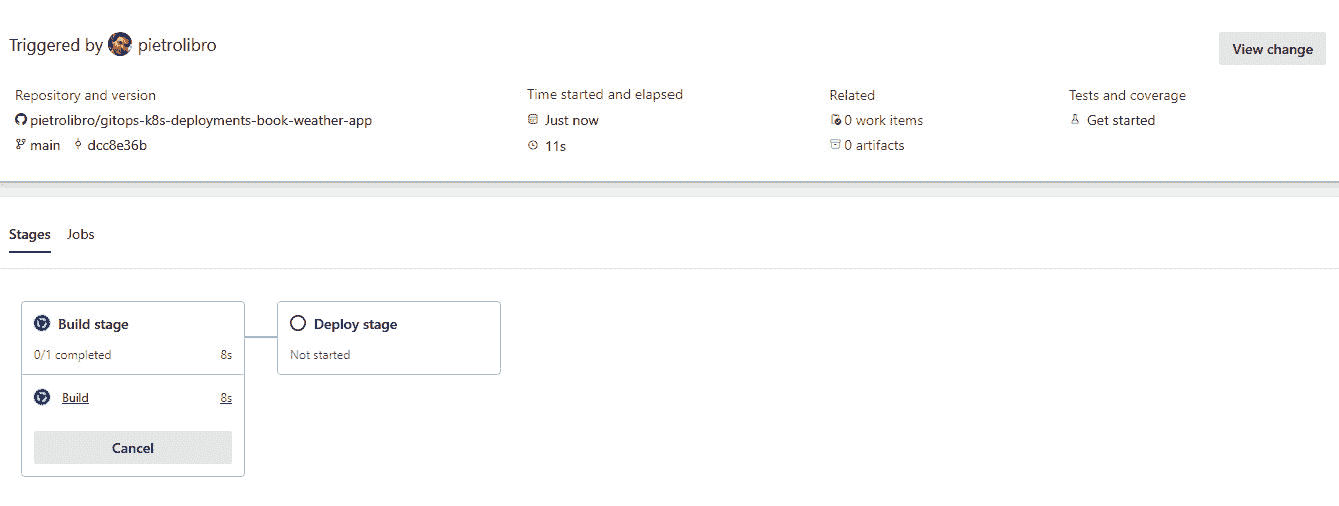 Triggered by pietrolibro
View change
Repository and version
pietrolibro/gitops-k8s-deployments-book-weather-app
main dcc8e36b
Time started and elapsed
Just now
11s
Related
0 work items
0 artifacts
Tests and coverage
Get started
Stages Jobs
Build stage
0/1 completed 8s
Build 8s
Cancel
Deploy stage
Not started